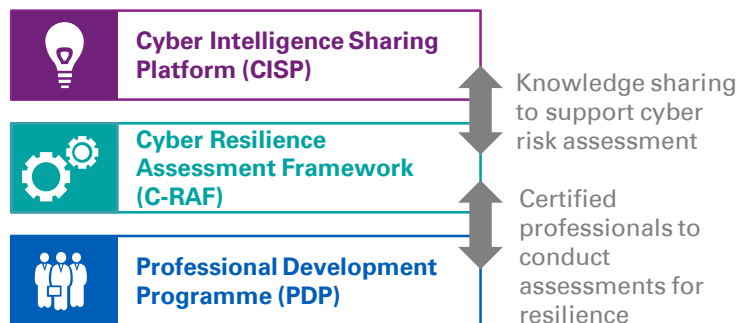 Cyber Intelligence Sharing
Platform (CISP)
Knowledge sharing
to support cyber
risk assessment
Cyber Resilience
Assessment Framework
(C-RAF)
Certified
professionals to
conduct
assessments for
resilience
Professional Development
Programme (PDP)